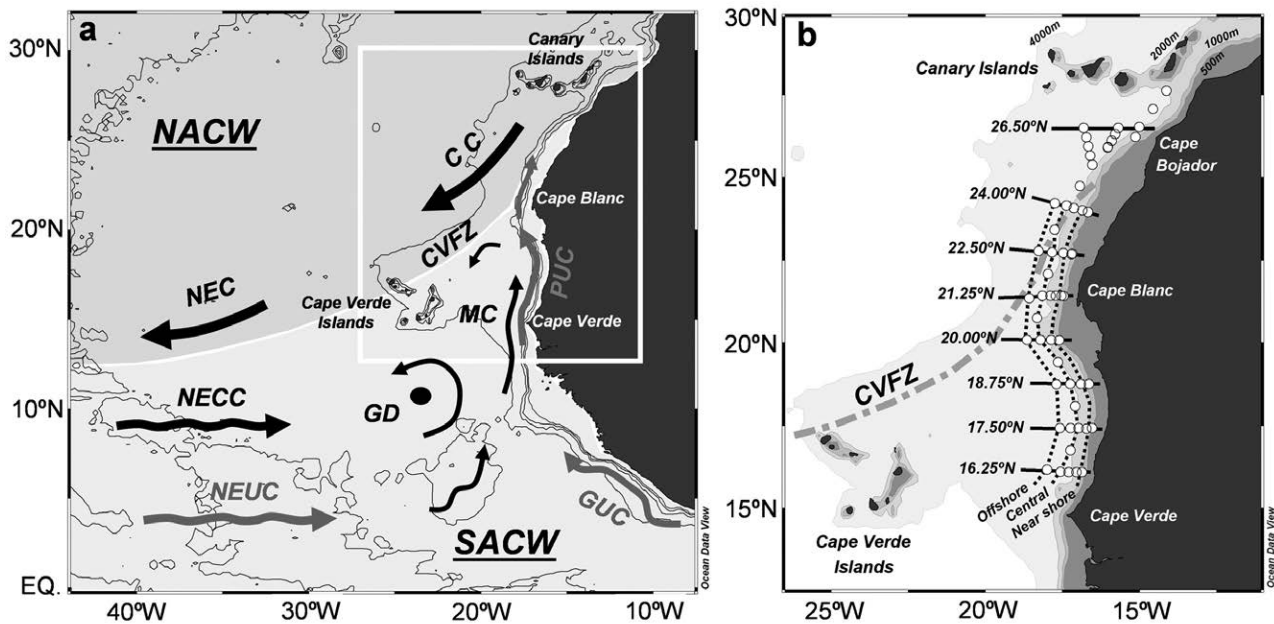 a
30ºN
20ºN
10ºN
EQ.
40ºW
30ºW
20ºW
10ºW
Canary
Islands
NACW
CC
Cape Blanc
CVFZ
PUC
NEC
Cape Verde
Islands
MC
Cape Verde
NECC
GD
NEUC
GUC
SACW
Ocean Data View
b
30ºN
25ºN
20ºN
15ºN
25ºW
20ºW
15ºW
4000m
2000m
1000m
500m
Canary Islands
26.50ºN
Cape
Bojador
24.00ºN
22.50ºN
21.25ºN
Cape Blanc
20.00ºN
CVFZ
18.75ºN
17.50ºN
16.25ºN
Offshore
Central
Near shore
Cape Verde
Cape Verde
Islands
Ocean Data View